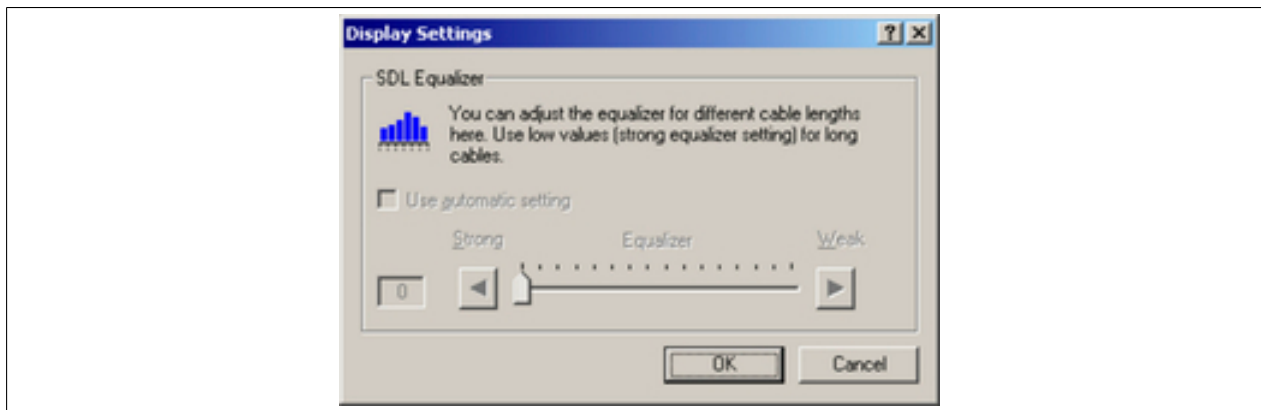 Display Settings
SDL Equalizer
You can adjust the equalizer for different cable lengths
here. Use low values (strong equalizer setting) for long
cables.
Use automatic setting
Strong Equalizer Weak
0
OK Cancel